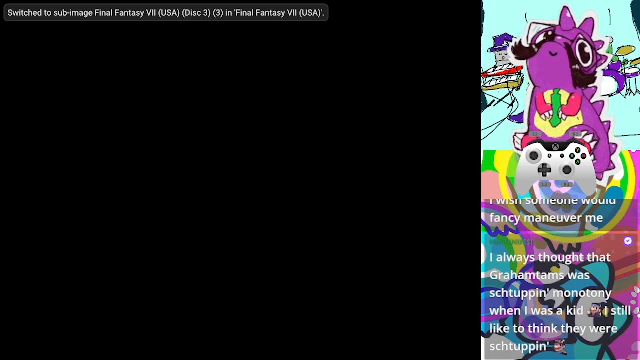 Switched to sub-image Final Fantasy VII (USA) (Disc 3) (3) in 'Final Fantasy VII (USA)'.
I wish someone would
fancy maneuver me
I always thought that
Grahamtams was
schtuppin' monotony
when I was a kid I still
like to think they were
schtuppin'